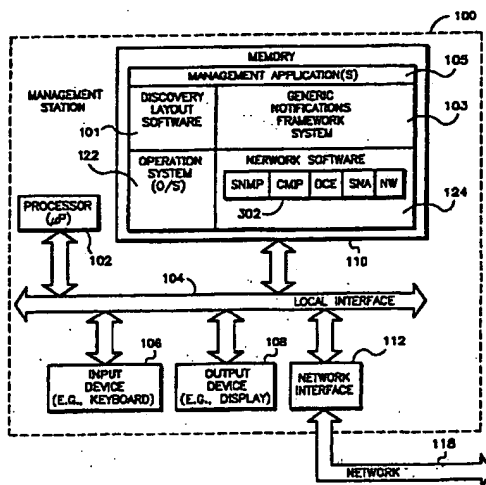 100
MEMORY
MANAGEMENT APPLICATION(S)
105
MANAGEMENT
STATION
DISCOVERY
LAYOUT
SOFTWARE
101
GENERIC
NOTIFICATIONS
FRAMEWORK
SYSTEM
103
122
OPERATION
SYSTEM
(O/S)
NERWORK SOFTWARE
SNMP CMIP DCE SNA NW
302
124
PROCESSOR
(μP)
102
110
104
LOCAL INTERFACE
106
INPUT
DEVICE
(E.G., KEYBOARD)
108
OUTPUT
DEVICE
(E.G., DISPLAY)
112
NETWORK
INTERFACE
118
NETWORK